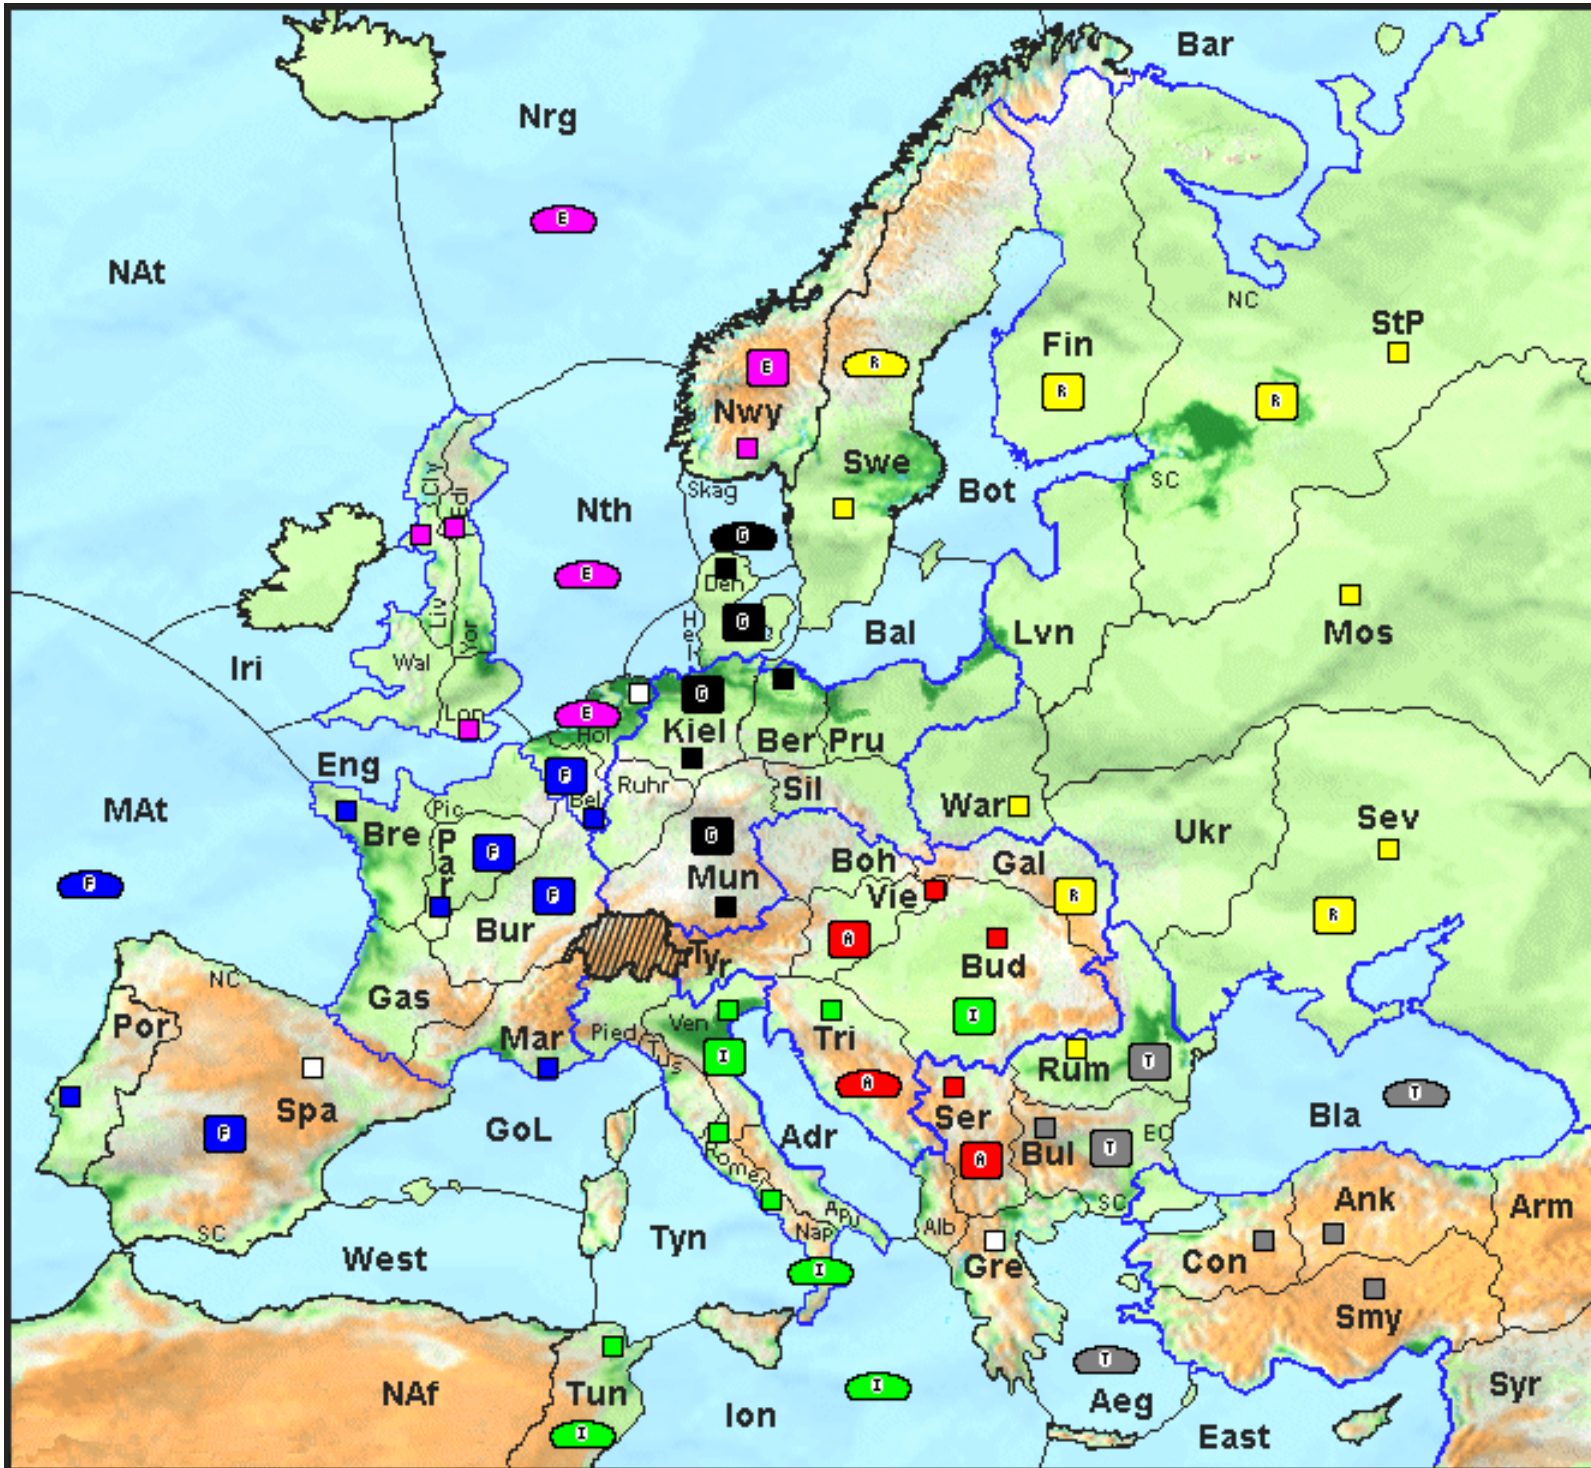 Bar
Nrg
E
NAt
NC
StP
Fin
E
R
R
R
Nwy
Cly
Edi
Swe
SC
Skag
Bot
Nth
G
E
Den
G
Hel
Liv
Yor
Bal
Lvn
Mos
Iri
Wal
G
E
Lon
Hol
Kiel
Ber
Pru
Eng
F
Ruhr
Sil
Bel
MAt
Pic
War
Bre
Par
G
Ukr
Sev
F
F
Boh
Gal
Mun
Vie
F
R
R
Bur
A
Tyr
Bud
NC
Gas
Por
Mar
Pied
Ven
Tri
I
Tus
I
Rum
T
A
Spa
Ser
T
GoL
Adr
Bla
F
Bul
EC
T
Rome
A
SC
Ank
Arm
SC
Tyn
Apu
Nap
Alb
West
Gre
Con
I
Smy
T
NAf
Tun
I
Aeg
Syr
Ion
I
East